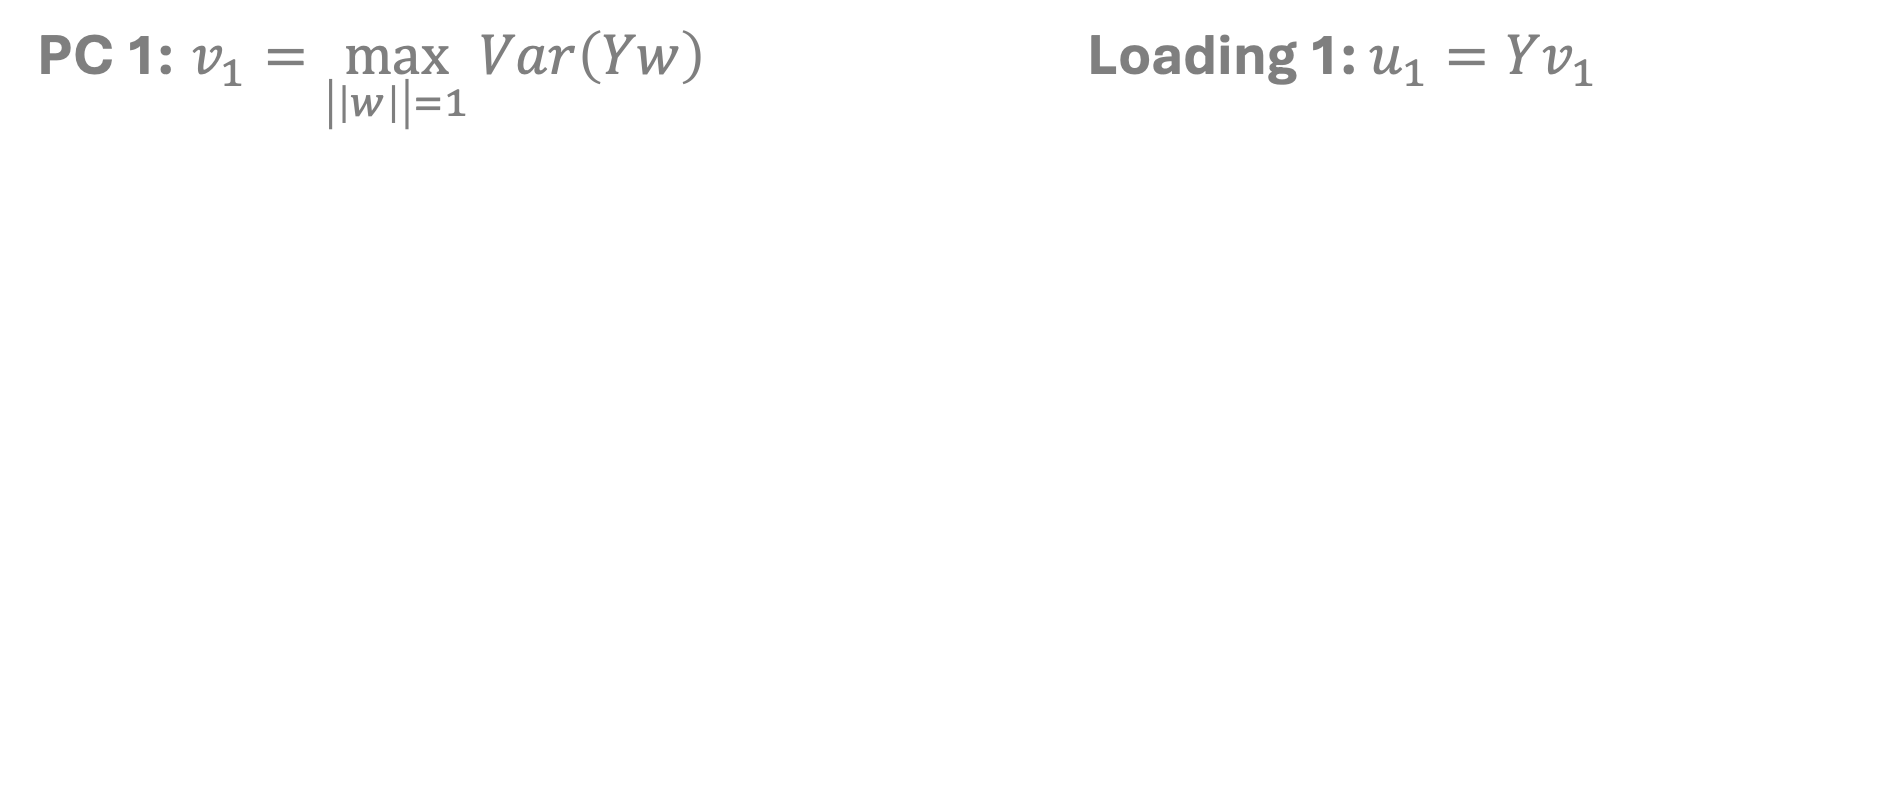 PC 1: v₁ = max Var(Yw)
||w||=1
Loading 1: u₁ = Yv₁